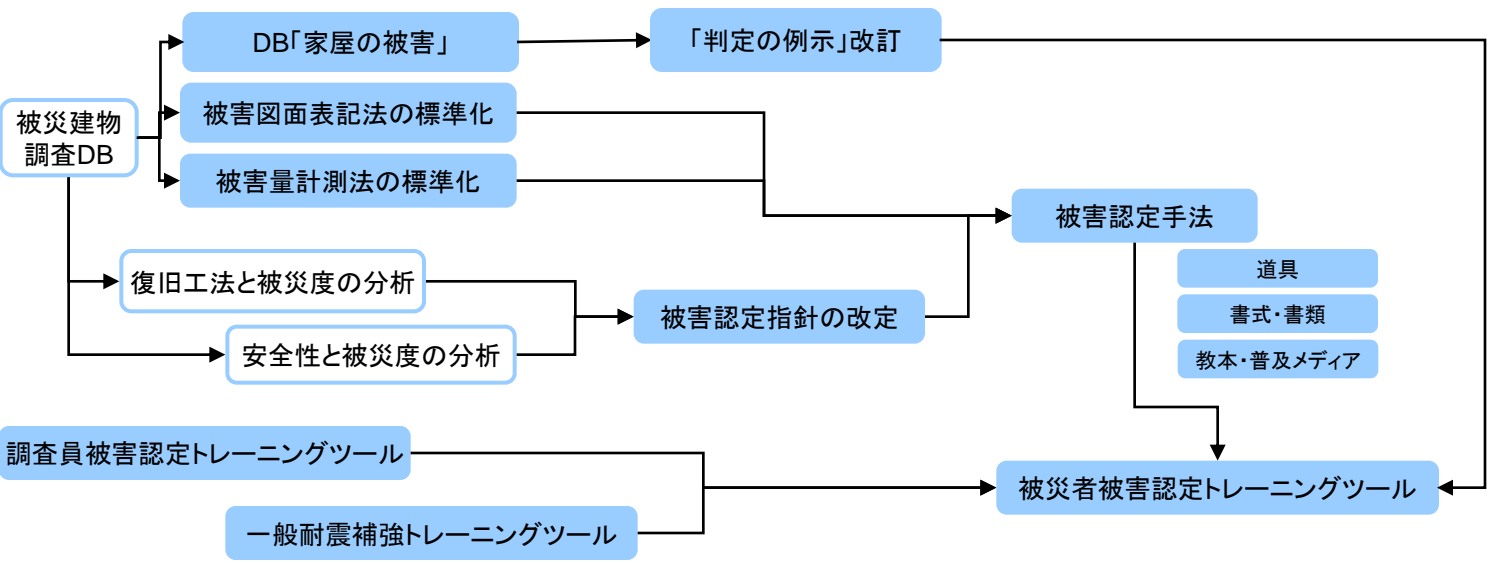 DB「家屋の被害」
「判定の例示」改訂
被災建物
調査DB
被害図面表記法の標準化
被害量計測法の標準化
被害認定手法
道具
書式・書類
教本・普及メディア
復旧工法と被災度の分析
被害認定指針の改定
安全性と被災度の分析
調査員被害認定トレーニングツール
被災者被害認定トレーニングツール
一般耐震補強トレーニングツール